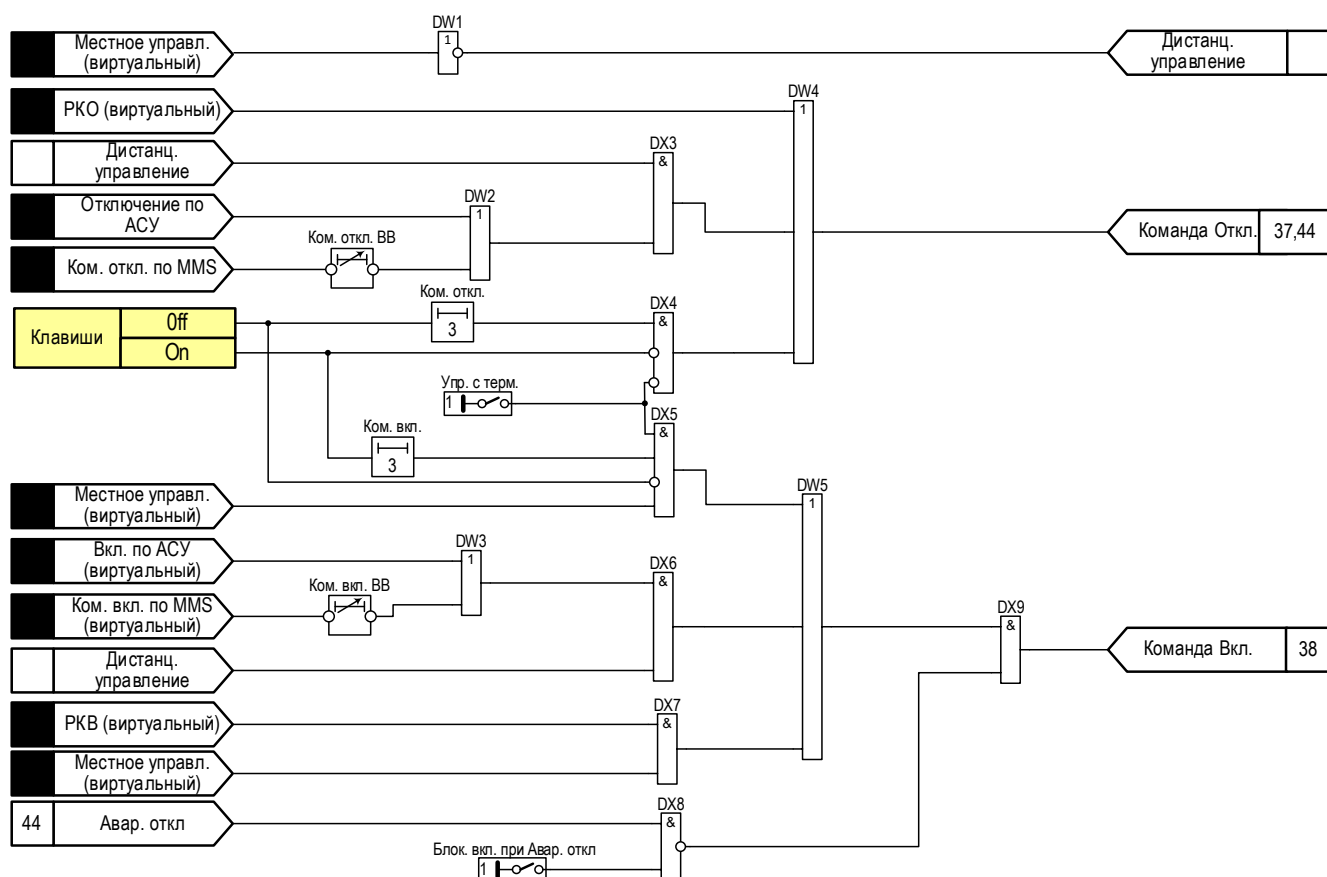 DW1
Местное управл.
(виртуальный)
1
Дистанц.
управление
РКО (виртуальный)
DW4
1
Дистанц.
управление
DX3
&
Отключение по
АСУ
DW2
1
Команда Откл.
37,44
Ком. откл. ВВ
Ком. откл. по MMS
Ком. откл.
3
DX4
&
Клавиши
Off
On
Упр. с терм.
1
DX5
&
Ком. вкл.
3
Местное управл.
(виртуальный)
DW5
1
Вкл. по АСУ
(виртуальный)
DW3
1
DX6
&
Ком. вкл. ВВ
Ком. вкл. по MMS
(виртуальный)
DX9
&
Команда Вкл.
38
Дистанц.
управление
РКВ (виртуальный)
DX7
&
Местное управл.
(виртуальный)
44
Авар. откл
DX8
&
Блок. вкл. при Авар. откл
1